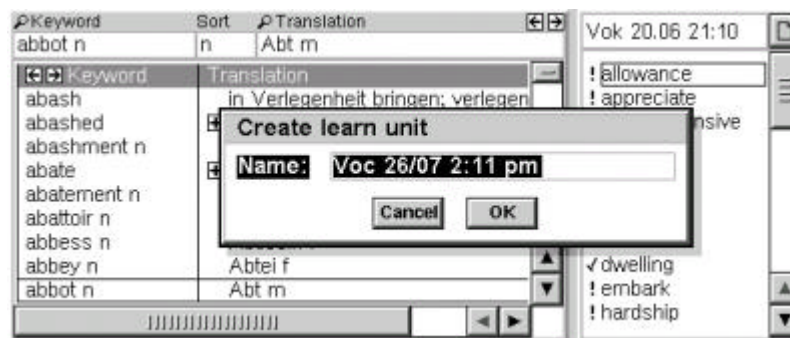 Keyword Sort Translation
abbot n n Abt m
Keyword Translation
abash in Verlegenheit bringen; verlegen
abashed
abashment n
abate
abatement n
abattoir n
abbess n
abbey n Abtei f
abbot n Abt m
Create learn unit
Name: Voc 26/07 2:11 pm
Cancel OK
Vok 20.06 21:10
! allowance
! appreciate
nsive
✓ dwelling
! embark
! hardship